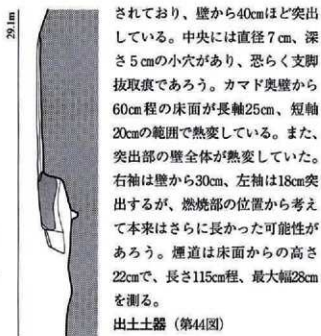 29.1m
されており、壁から40㎝ほど突出
している。中央には直径7㎝、深
さ5㎝の小穴があり、恐らく支脚
抜取痕であろう。カマド奥壁から
60㎝程の床面が長軸25㎝、短軸
20㎝の範囲で熱変している。また、
突出部の壁全体が熱変していた。
右袖は壁から30㎝、左袖は18㎝突
出するが、燃焼部の位置から考え
て本来はさらに長かった可能性が
あろう。煙道は床面からの高さ
22㎝で、長さ115㎝程、最大幅28㎝
を測る。
出土土器（第44図）